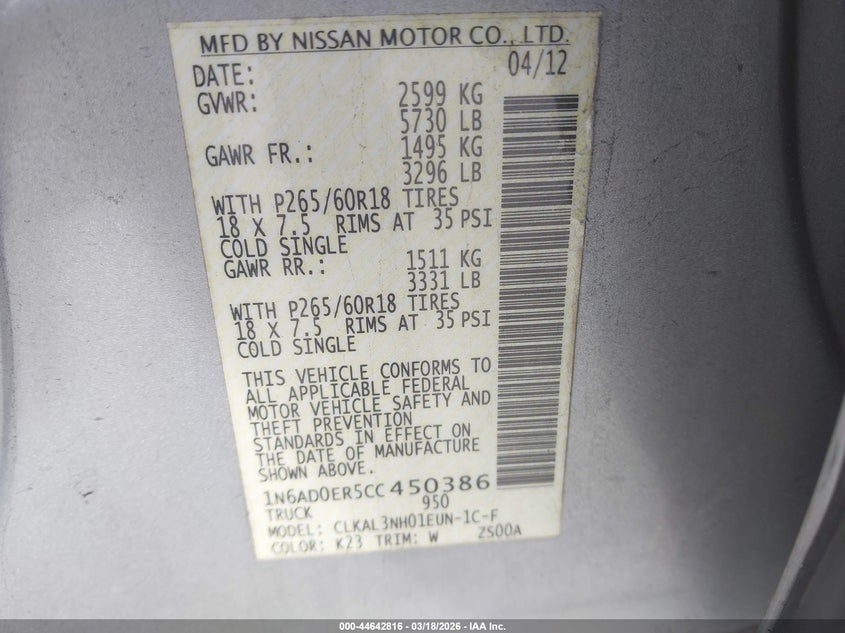 MFD BY NISSAN MOTOR CO., LTD.
DATE: 04/12
GVWR: 2599 KG
5730 LB
GAWR FR.: 1495 KG
3296 LB
WITH P265/60R18 TIRES
18 X 7.5 RIMS AT 35 PSI
COLD SINGLE
GAWR RR.: 1511 KG
3331 LB
WITH P265/60R18 TIRES
18 X 7.5 RIMS AT 35 PSI
COLD SINGLE
THIS VEHICLE CONFORMS TO
ALL APPLICABLE FEDERAL
MOTOR VEHICLE SAFETY AND
THEFT PREVENTION
STANDARDS IN EFFECT ON
THE DATE OF MANUFACTURE
SHOWN ABOVE.
1N6AD0ER5CC450386
TRUCK 950
MODEL: CLKAL3NH01EUN-1C-F
COLOR: K23 TRIM: W ZS00A
000-44642816 - 03/18/2026 - IAA Inc.